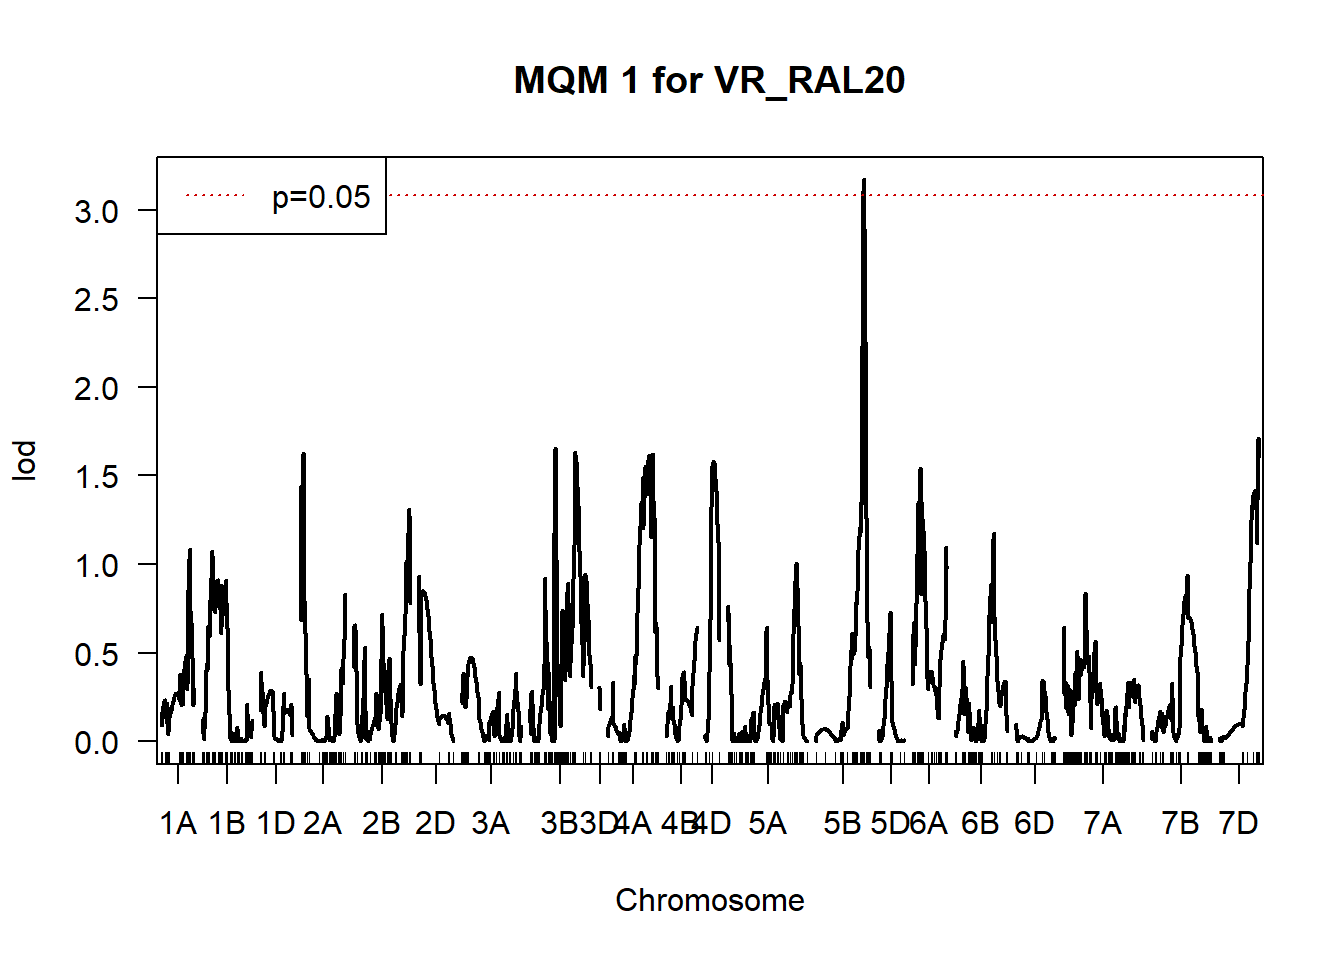 MQM 1 for VR_RAL20
p=0.05
3.0
2.5
2.0
1.5
1.0
0.5
0.0
lod
1A 1B 1D 2A 2B 2D 3A 3B 3D 4A 4B 4D 5A 5B 5D 6A 6B 6D 7A 7B 7D
Chromosome